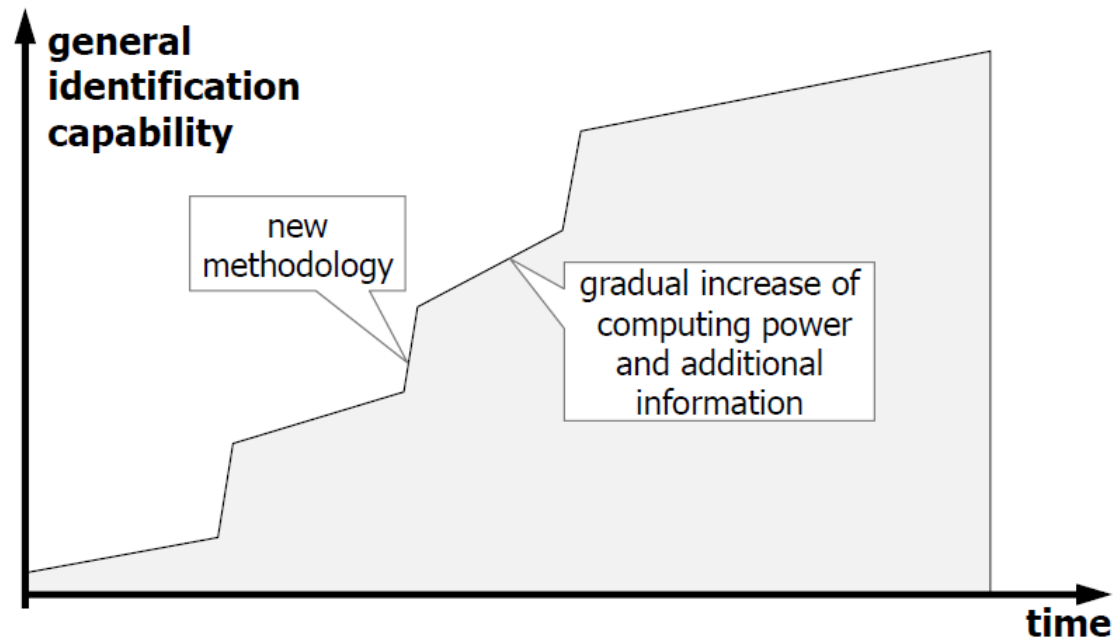 general
identification
capability
new
methodology
gradual increase of
computing power
and additional
information
time